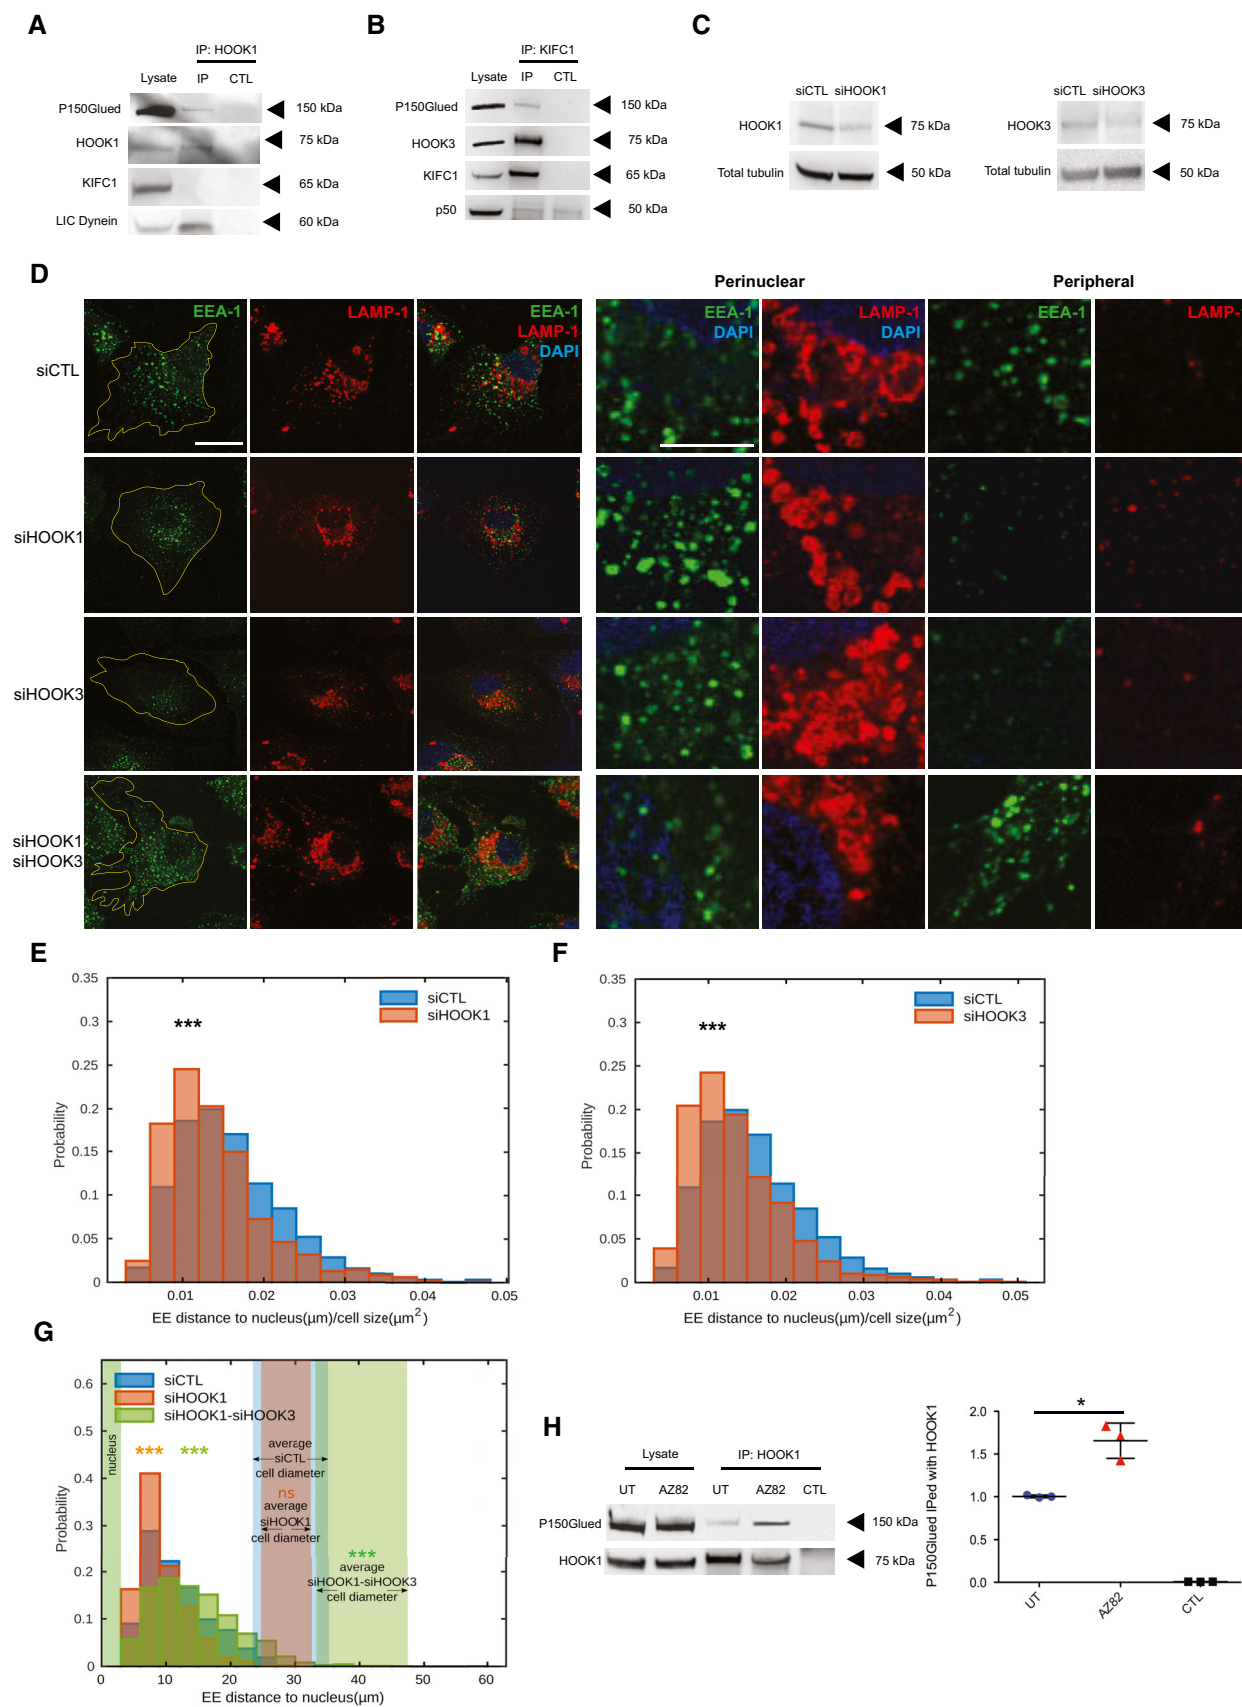 A
IP: HOOK1
Lysate IP CTL
P150Glued 150 kDa
HOOK1 75 kDa
KIFC1 65 kDa
LIC Dynein 60 kDa
B
IP: KIFC1
Lysate IP CTL
P150Glued 150 kDa
HOOK3 75 kDa
KIFC1 65 kDa
p50 50 kDa
C
siCTL siHOOK1
HOOK1 75 kDa
Total tubulin 50 kDa
siCTL siHOOK3
HOOK3 75 kDa
Total tubulin 50 kDa
D
Perinuclear Peripheral
EEA-1 LAMP-1 EEA-1
LAMP-1
DAPI
EEA-1
DAPI
LAMP-1
DAPI
EEA-1 LAMP-
siCTL
siHOOK1
siHOOK3
siHOOK1
siHOOK3
E
0.35
0.3
0.25
0.2
0.15
0.1
0.05
0
Probability
siCTL
siHOOK1
***
0.01 0.02 0.03 0.04 0.05
EE distance to nucleus(µm)/cell size(µm²)
F
0.35
0.3
0.25
0.2
0.15
0.1
0.05
0
Probability
siCTL
siHOOK3
***
0.01 0.02 0.03 0.04 0.05
EE distance to nucleus(µm)/cell size(µm²)
G
0.6
0.5
0.4
0.3
0.2
0.1
0
Probability
nucleus
siCTL
siHOOK1
siHOOK1-siHOOK3
*** ***
average
siCTL
cell diameter
ns
average
siHOOK1
cell diameter
***
average
siHOOK1-siHOOK3
cell diameter
0 10 20 30 40 50 60
EE distance to nucleus(µm)
H
Lysate IP: HOOK1
UT AZ82 UT AZ82 CTL
P150Glued 150 kDa
HOOK1 75 kDa
P150Glued IPed with HOOK1
2.0
1.5
1.0
0.5
0.0
*
UT AZ82 CTL